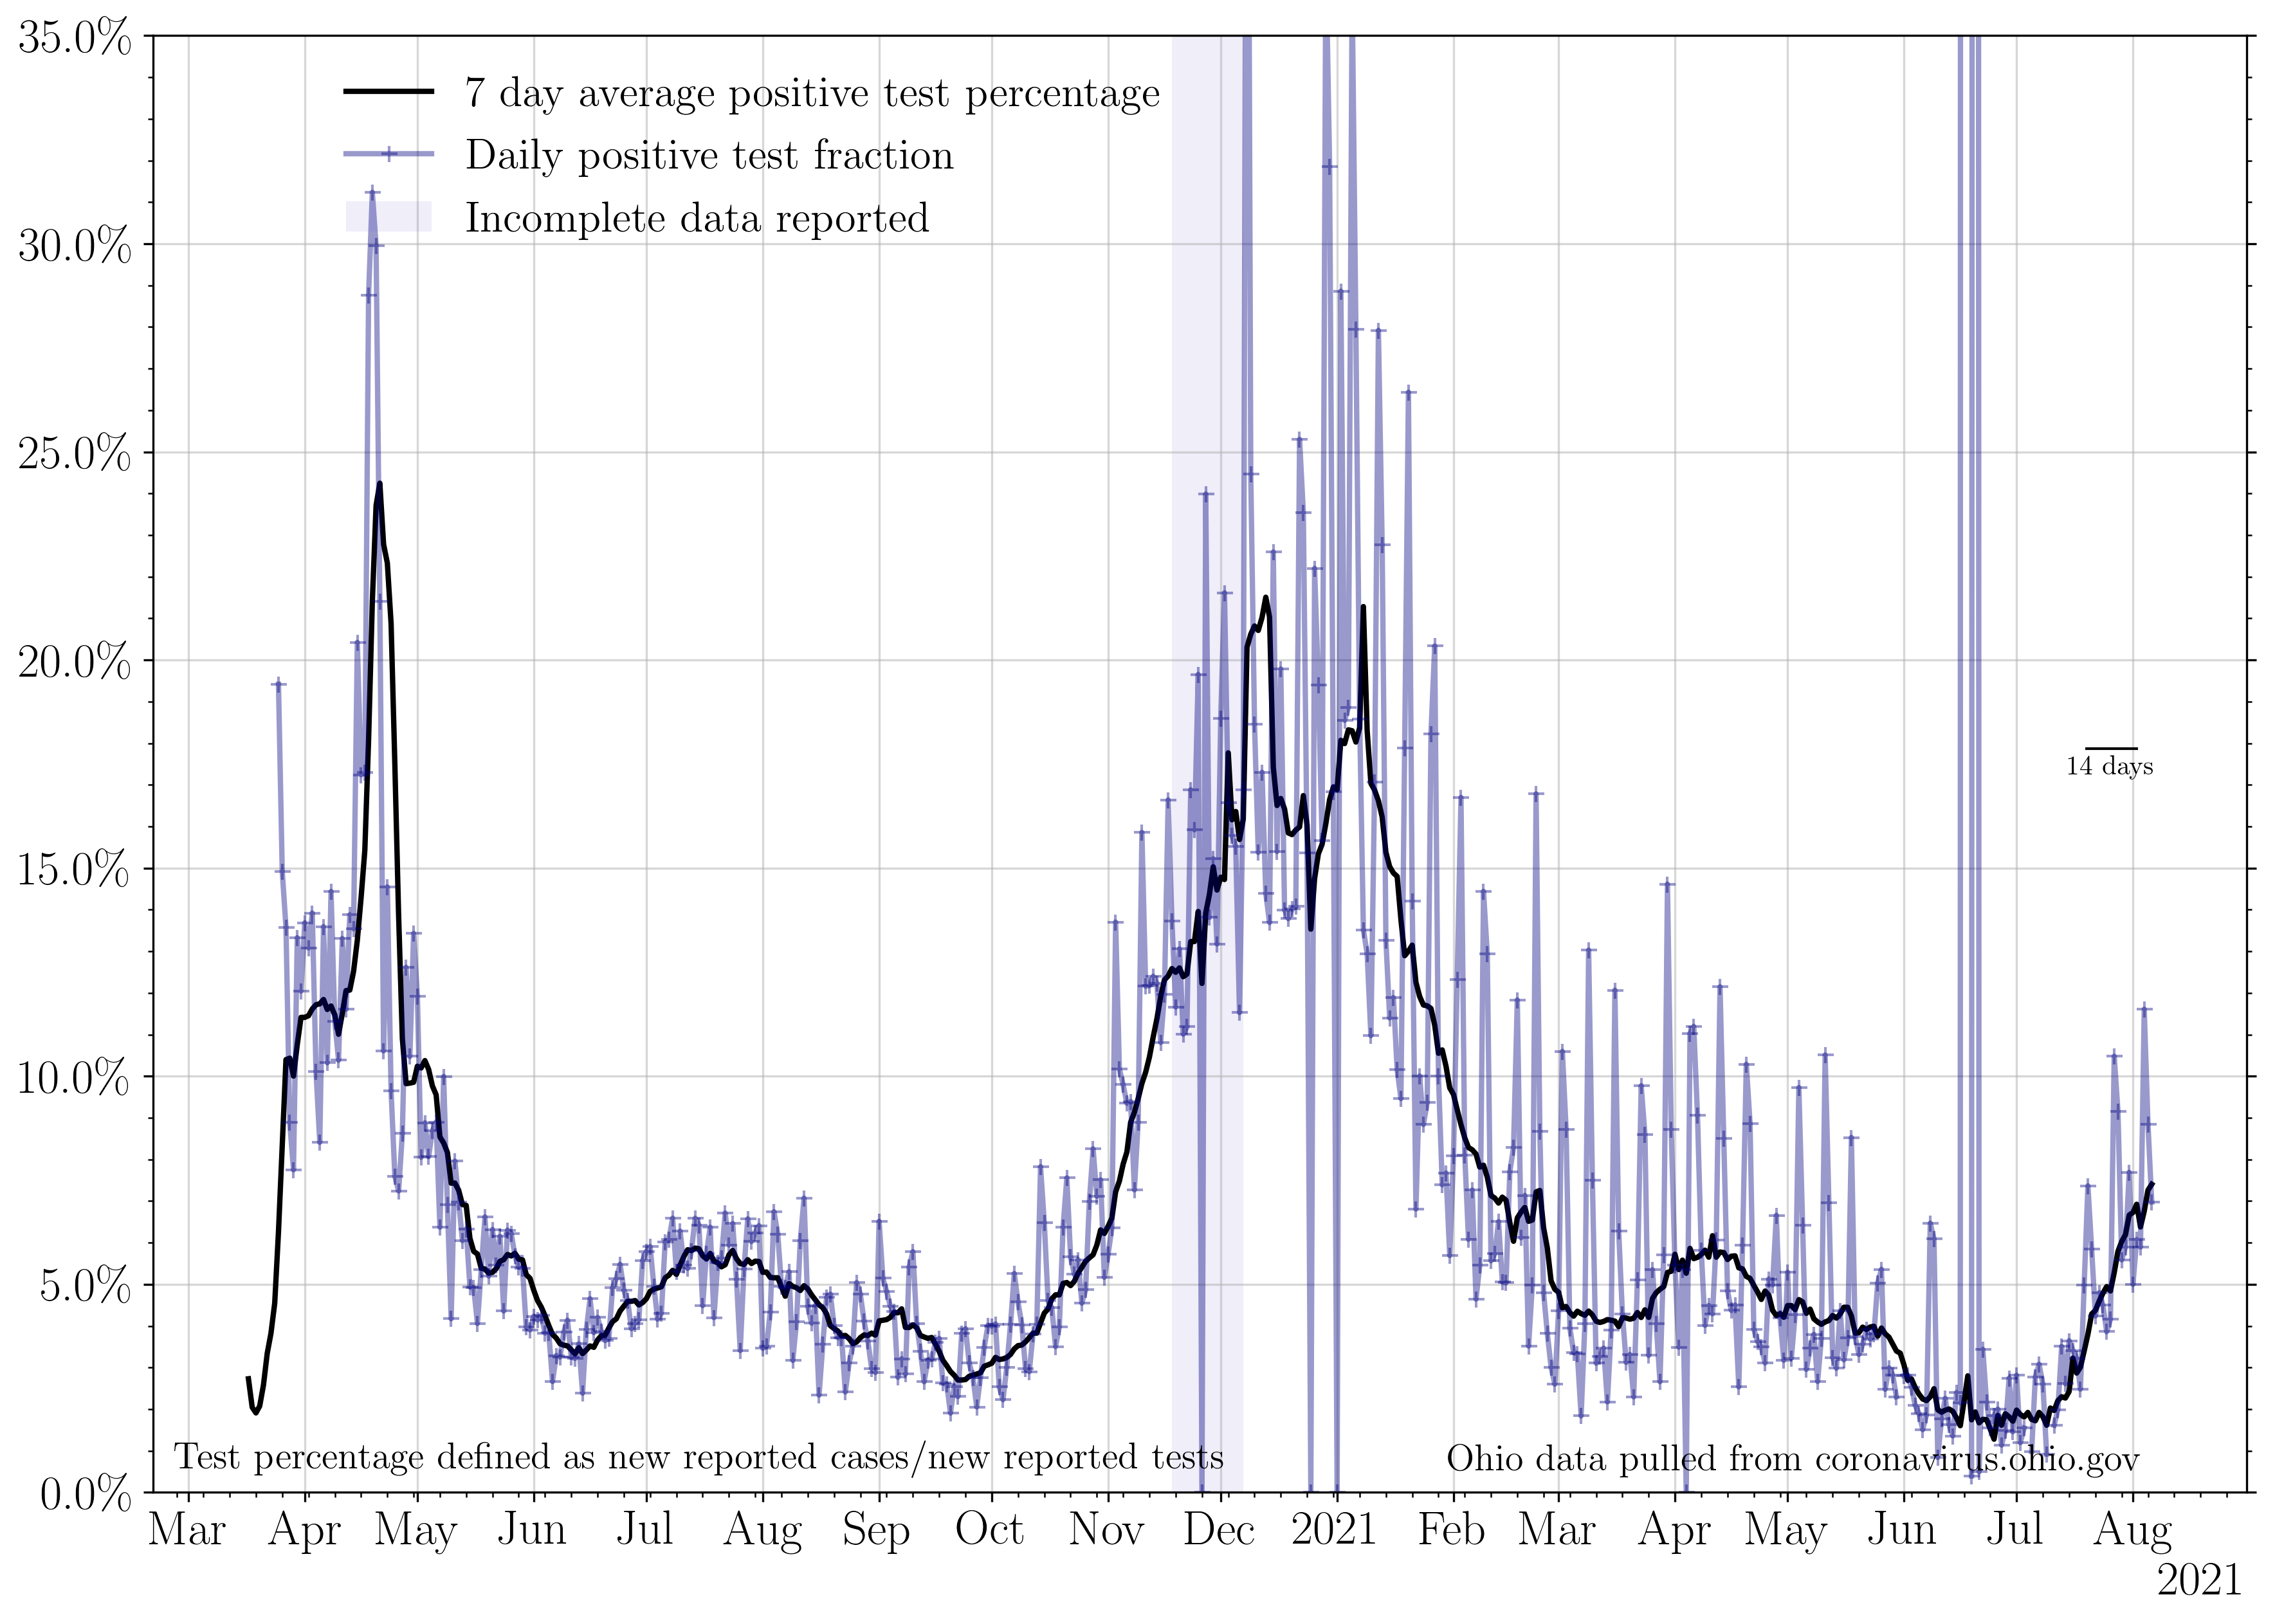 35.0%
30.0%
25.0%
20.0%
15.0%
10.0%
5.0%
0.0%
7 day average positive test percentage
Daily positive test fraction
Incomplete data reported
14 days
Test percentage defined as new reported cases/new reported tests
Ohio data pulled from coronavirus.ohio.gov
Mar Apr May Jun Jul Aug Sep Oct Nov Dec 2021 Feb Mar Apr May Jun Jul Aug
2021